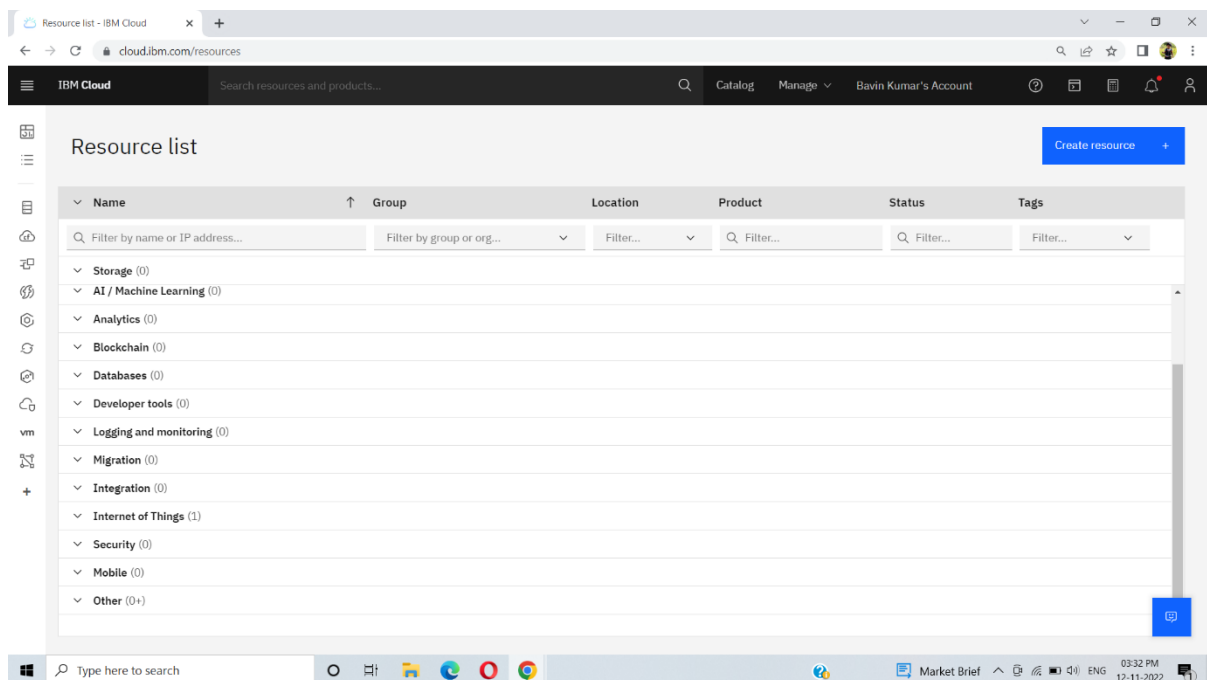 Resource list - IBM Cloud
cloud.ibm.com/resources
IBM Cloud Search resources and products... Catalog Manage Bavin Kumar's Account
Resource list
Create resource +
Name Group Location Product Status Tags
Filter by name or IP address... Filter by group or org... Filter... Filter... Filter... Filter...
Storage (0)
AI / Machine Learning (0)
Analytics (0)
Blockchain (0)
Databases (0)
Developer tools (0)
vm
Logging and monitoring (0)
Migration (0)
Integration (0)
Internet of Things (1)
Security (0)
Mobile (0)
Other (0+)
Type here to search
Market Brief ENG
03:32 PM
12-11-2022